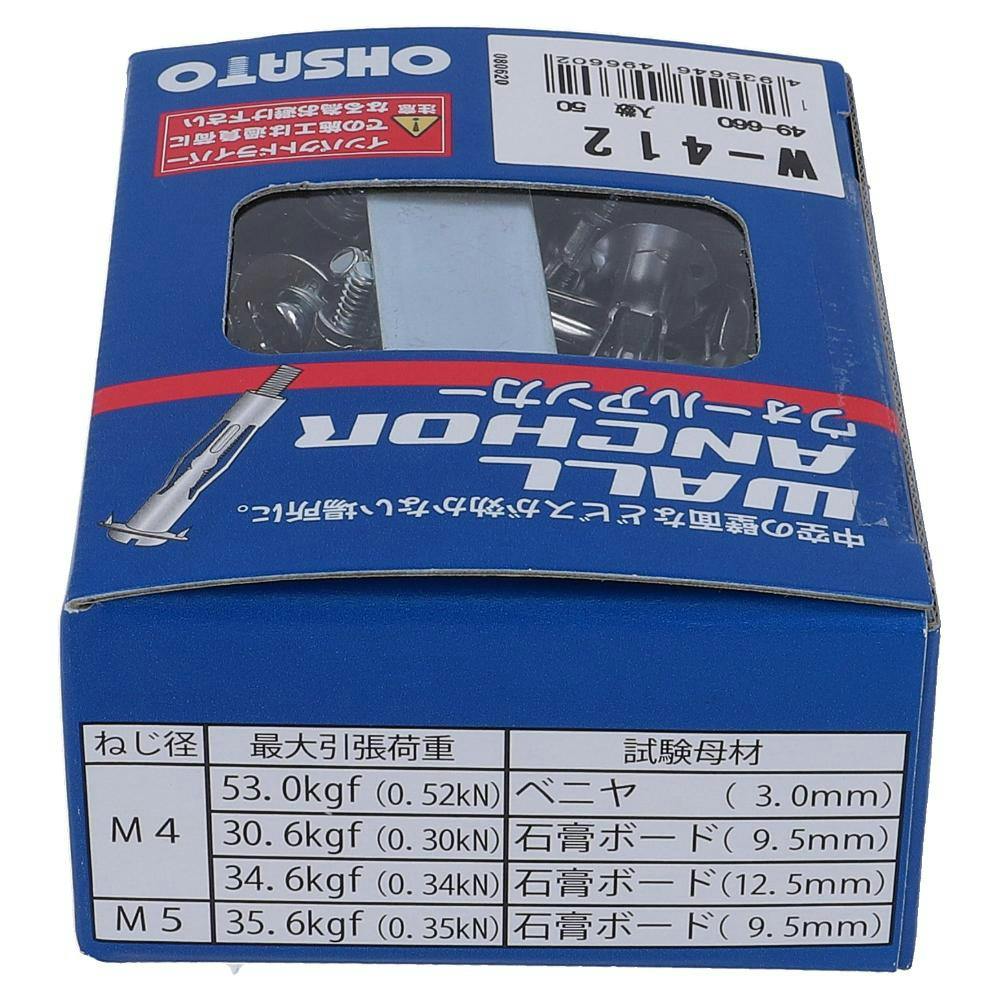 中空の壁面などビスが効かない場所に。
WALL
ANCHOR
ウオールアンカー
W-412
49-660
入数 50
1
4 935646 496602
080620
注意
インパクトドライバー
での施工は過負荷に
なる為お避け下さい
OHSATO
ねじ径 最大引張荷重 試験母材
M4 53.0kgf (0.52kN) ベニヤ ( 3.0mm)
30.6kgf (0.30kN) 石膏ボード( 9.5mm)
34.6kgf (0.34kN) 石膏ボード(12.5mm)
M5 35.6kgf (0.35kN) 石膏ボード( 9.5mm)